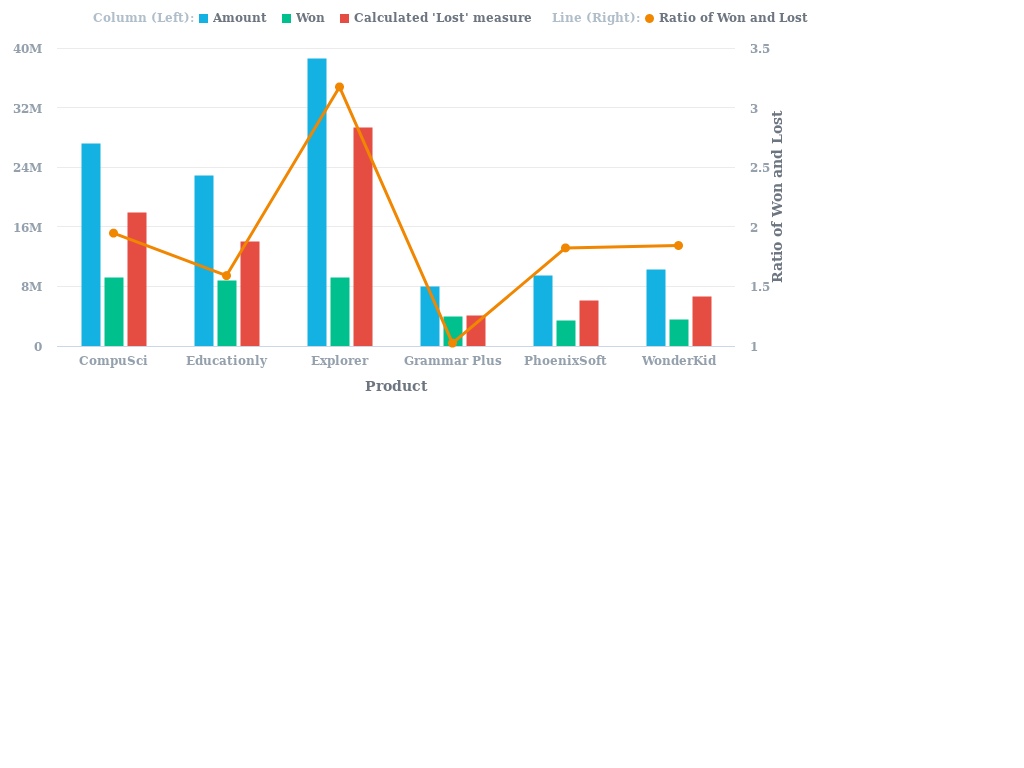 Column (Left): Amount Won Calculated 'Lost' measure Line (Right): Ratio of Won and Lost
40M 3.5
32M 3
24M 2.5
16M 2
8M 1.5
0 1
Ratio of Won and Lost
CompuSci Educationly Explorer Grammar Plus PhoenixSoft WonderKid
Product